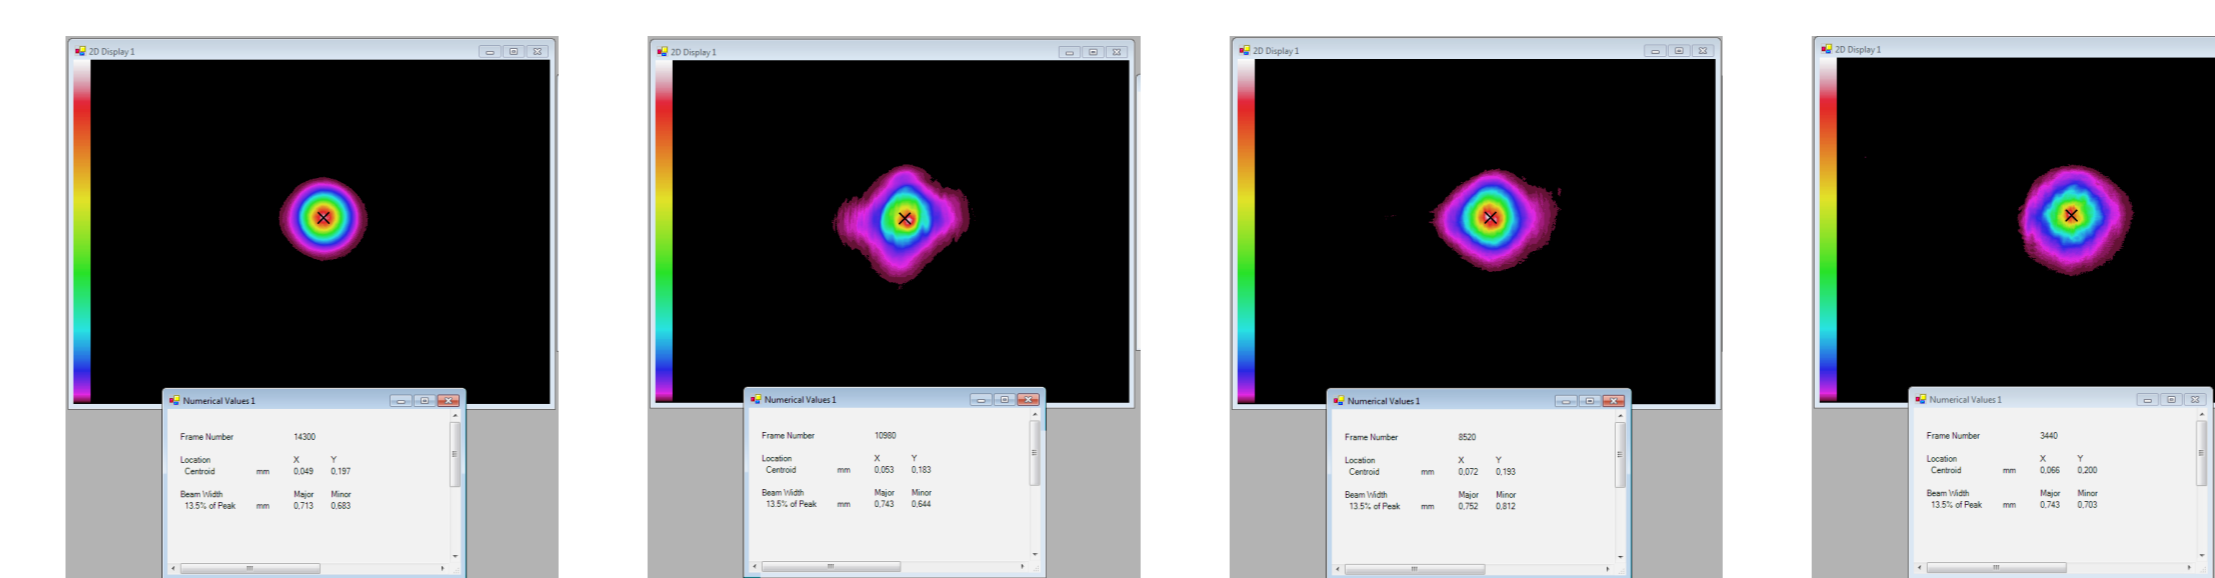 2D Display 1
Numerical Values 1
Frame Number 14300
Location X Y
Centroid mm 0,049 0,197
Beam Width Major Minor
13.5% of Peak mm 0,713 0,683
2D Display 1
Numerical Values 1
Frame Number 10980
Location X Y
Centroid mm 0,053 0,183
Beam Width Major Minor
13.5% of Peak mm 0,743 0,644
2D Display 1
Numerical Values 1
Frame Number 8520
Location X Y
Centroid mm 0,072 0,193
Beam Width Major Minor
13.5% of Peak mm 0,752 0,812
2D Display 1
Numerical Values 1
Frame Number 3440
Location X Y
Centroid mm 0,066 0,200
Beam Width Major Minor
13.5% of Peak mm 0,743 0,703